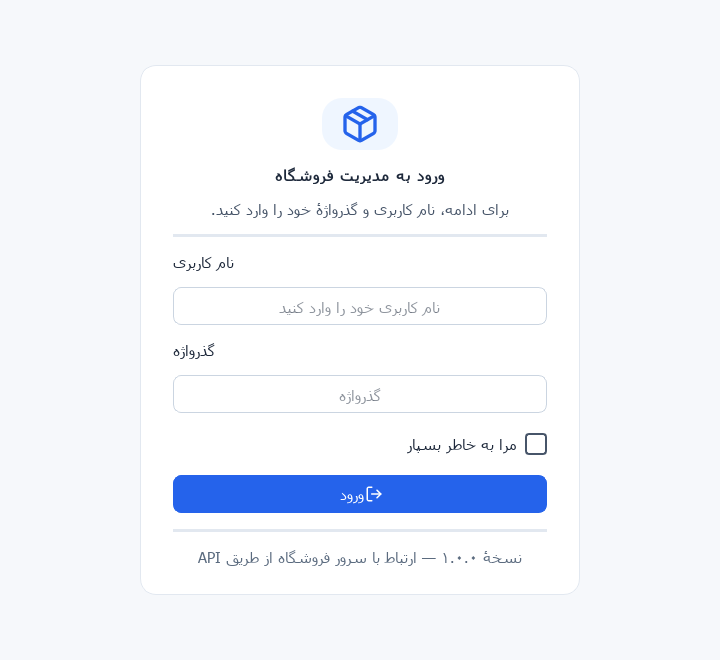 ورود به مدیریت فروشگاه
برای ادامه، نام کاربری و گذرواژهٔ خود را وارد کنید.
نام کاربری
نام کاربری خود را وارد کنید
گذرواژه
گذرواژه
مرا به خاطر بسپار
ورود
نسخهٔ ۱.۰.۰ — ارتباط با سرور فروشگاه از طریق API